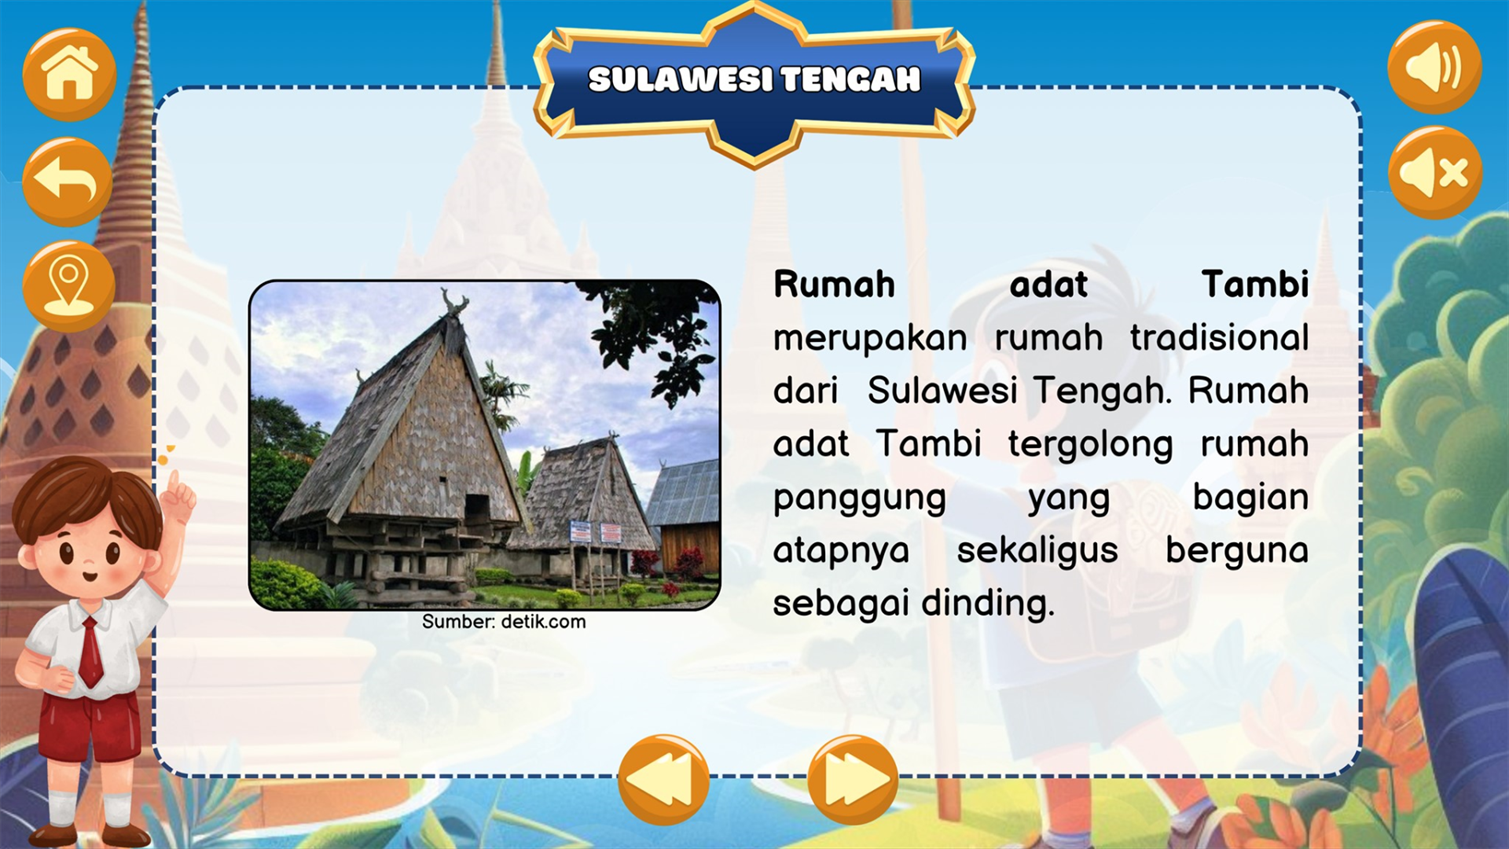 SULAWESI TENGAH
Rumah adat Tambi
merupakan rumah tradisional
dari Sulawesi Tengah. Rumah
adat Tambi tergolong rumah
panggung yang bagian
atapnya sekaligus berguna
sebagai dinding.
Sumber: detik.com